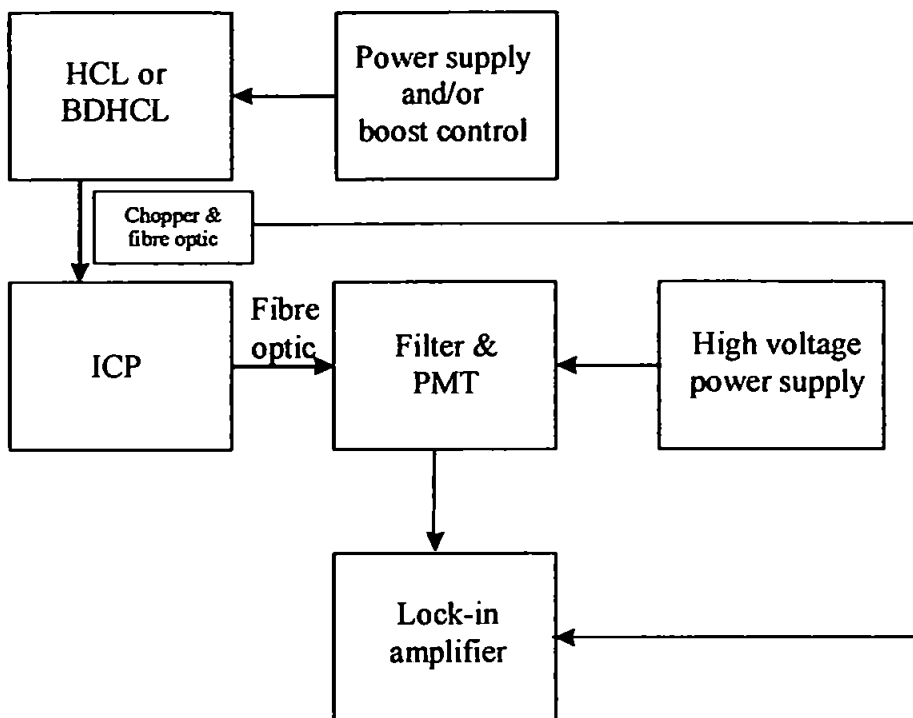 HCL or
BDHCL
Power supply
and/or
boost control
Chopper &
fibre optic
ICP
Fibre
optic
Filter &
PMT
High voltage
power supply
Lock-in
amplifier